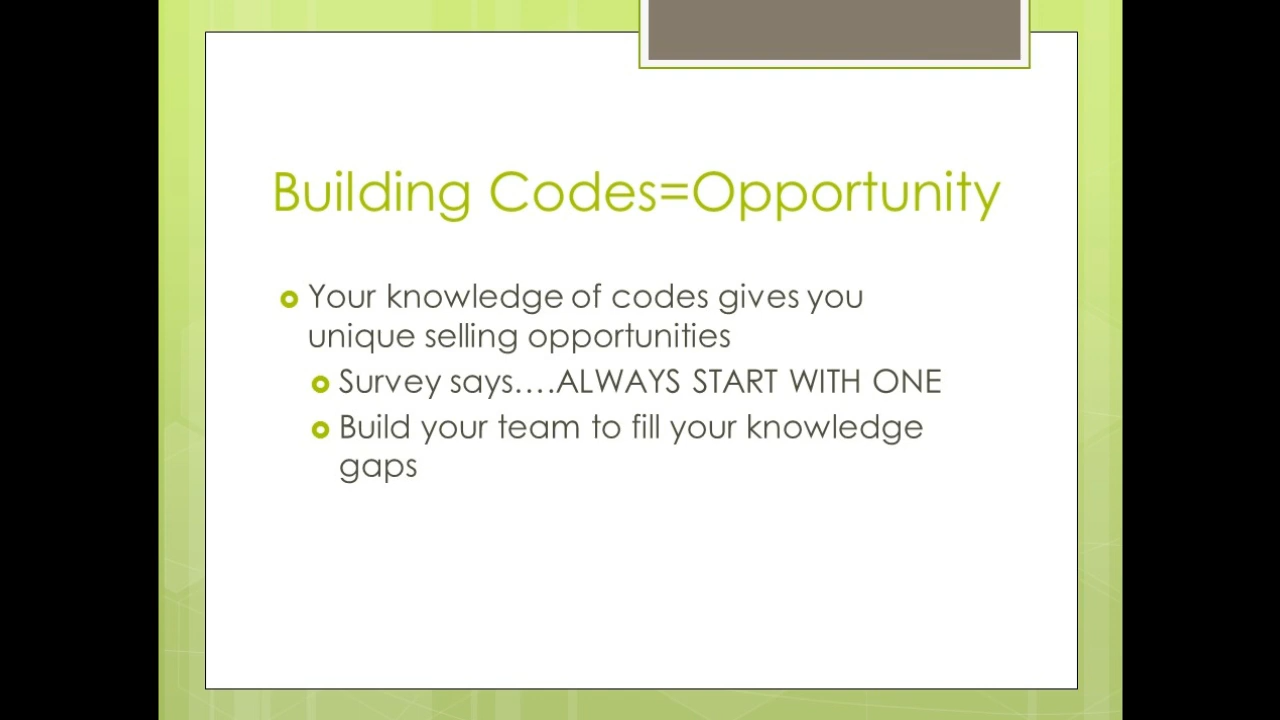 Building Codes=Opportunity
Your knowledge of codes gives you
unique selling opportunities
Survey says….ALWAYS START WITH ONE
Build your team to fill your knowledge
gaps